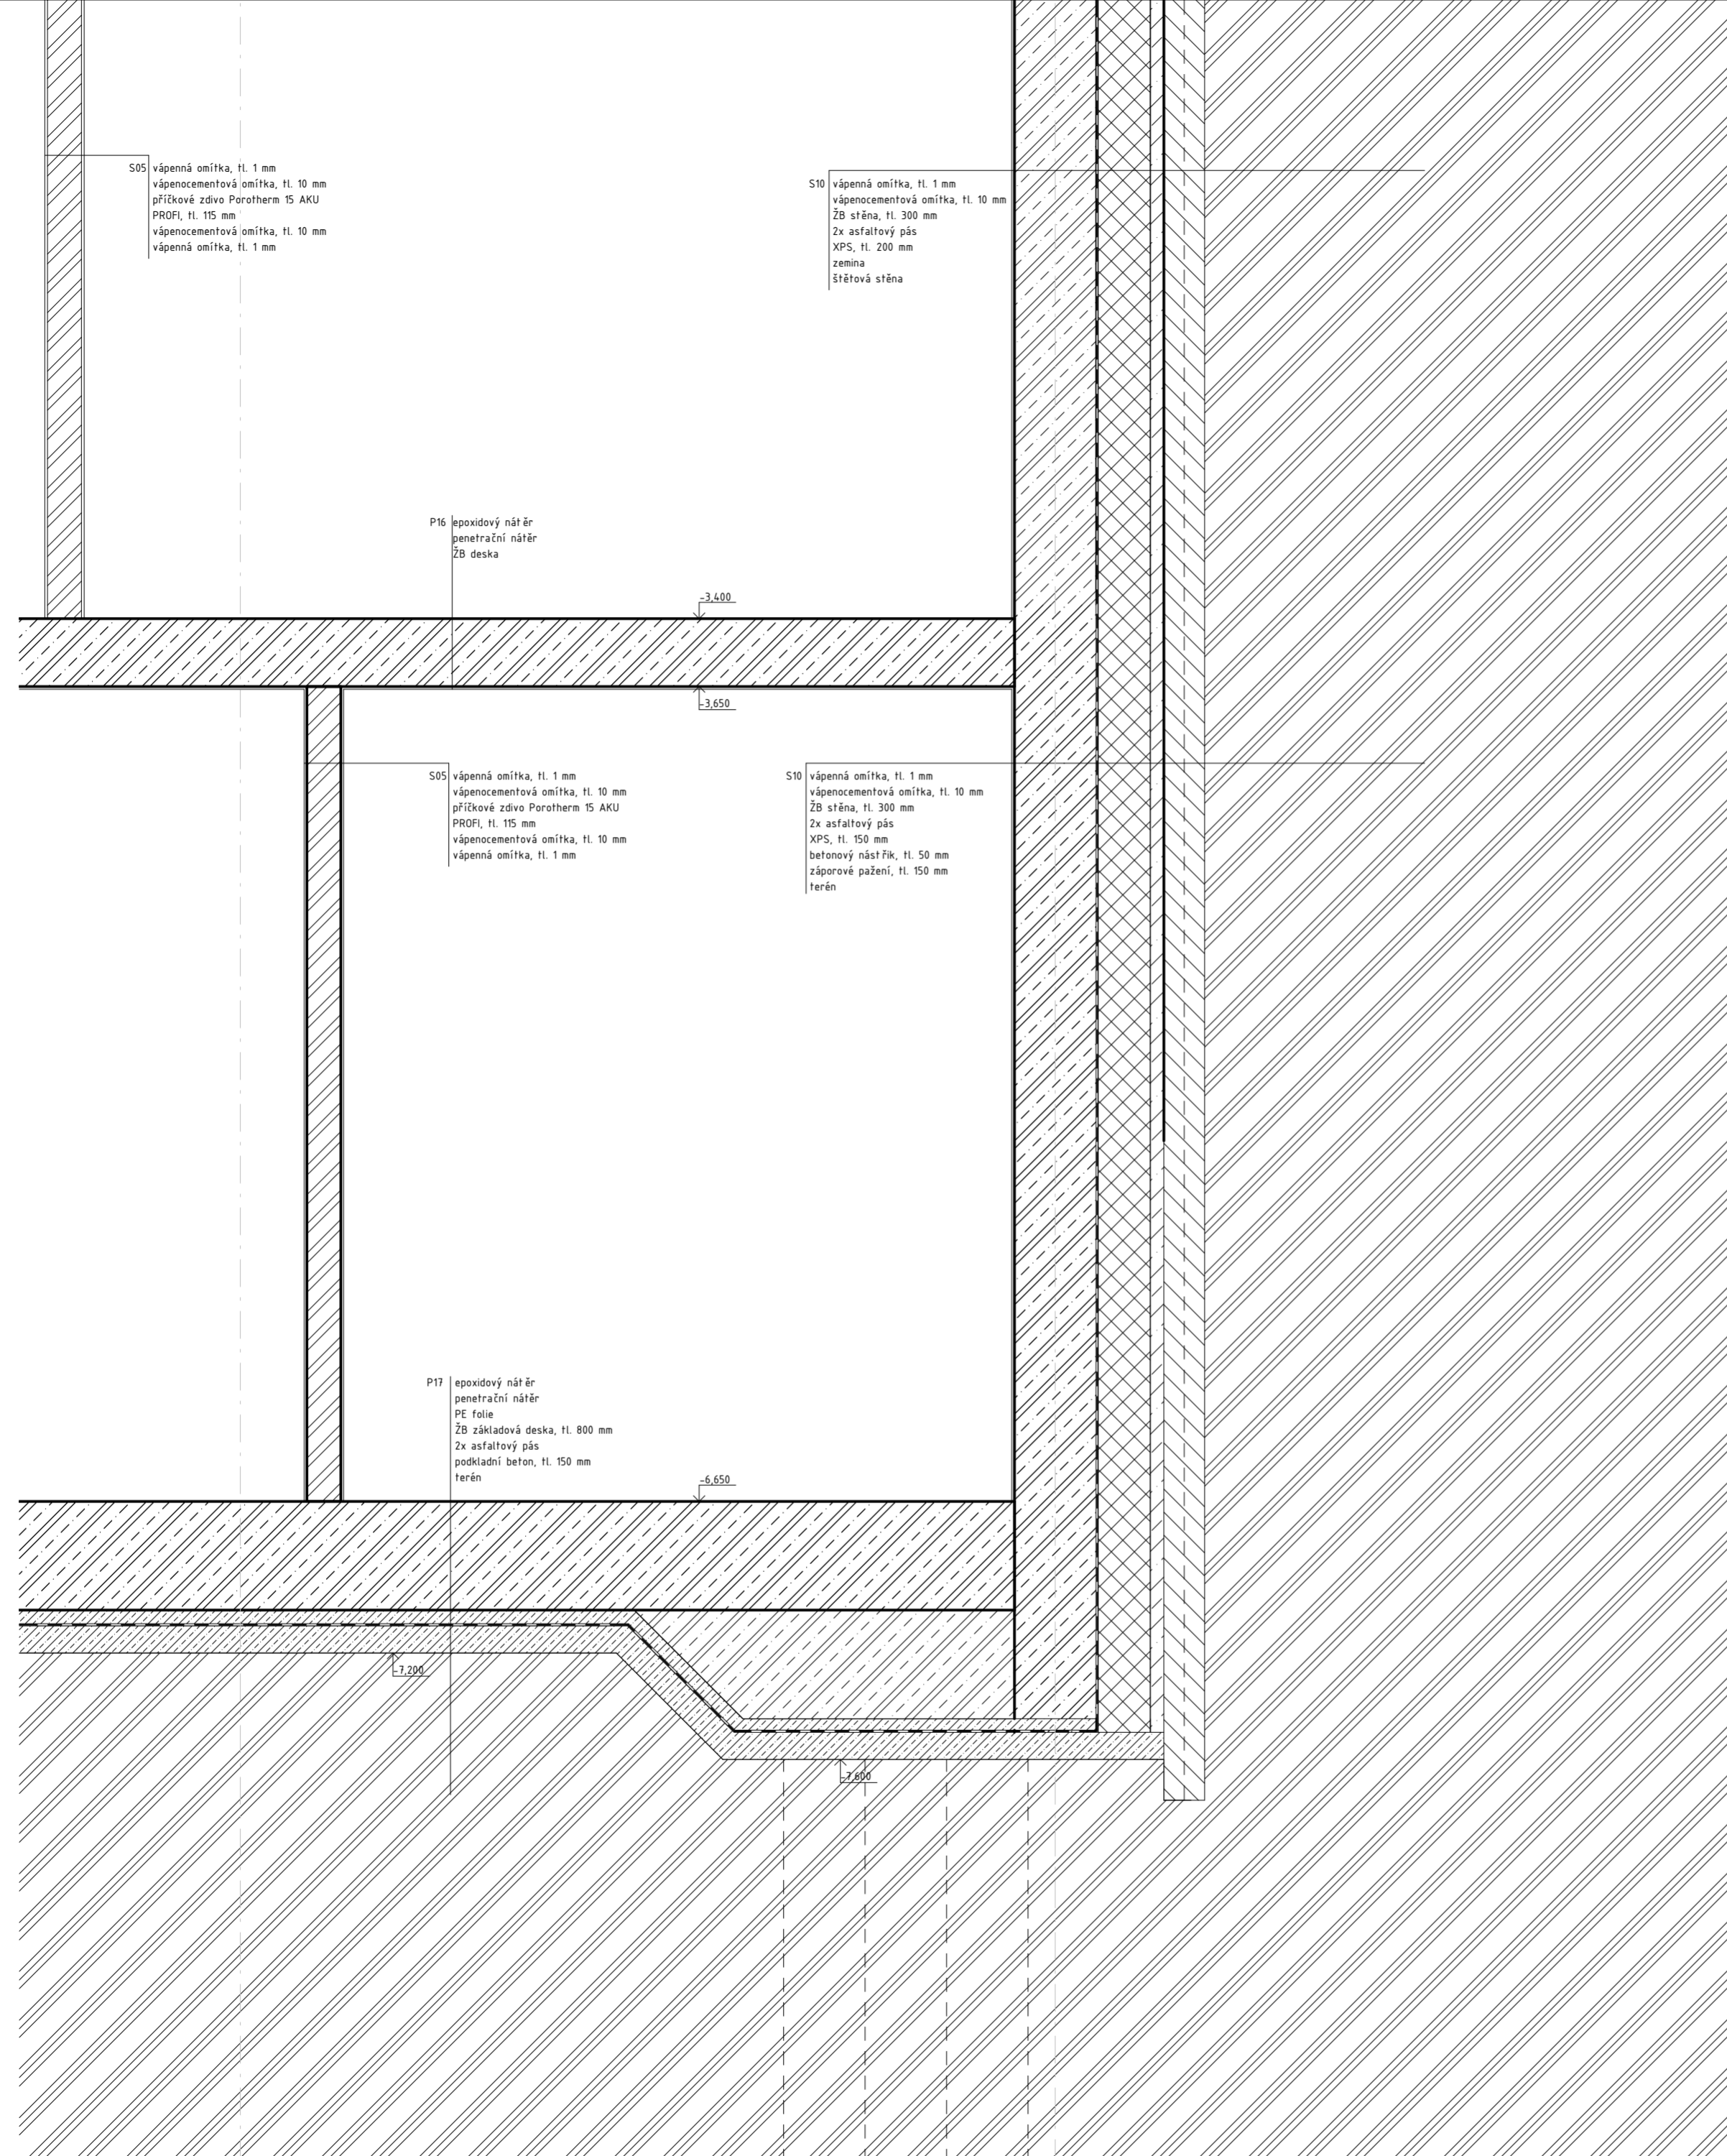 S05 vápenná omítka, tl. 1 mm
vápenocementová omítka, tl. 10 mm
příčkové zdivo Porotherm 15 AKU
PROFI, tl. 115 mm
vápenocementová omítka, tl. 10 mm
vápenná omítka, tl. 1 mm
S10 vápenná omítka, tl. 1 mm
vápenocementová omítka, tl. 10 mm
ŽB stěna, tl. 300 mm
2x asfaltový pás
XPS, tl. 200 mm
zemina
štětová stěna
P16 epoxidový nátěr
penetrační nátěr
ŽB deska
-3,400
-3,650
S05 vápenná omítka, tl. 1 mm
vápenocementová omítka, tl. 10 mm
příčkové zdivo Porotherm 15 AKU
PROFI, tl. 115 mm
vápenocementová omítka, tl. 10 mm
vápenná omítka, tl. 1 mm
S10 vápenná omítka, tl. 1 mm
vápenocementová omítka, tl. 10 mm
ŽB stěna, tl. 300 mm
2x asfaltový pás
XPS, tl. 150 mm
betonový nástřik, tl. 50 mm
záporové pažení, tl. 150 mm
terén
P17 epoxidový nátěr
penetrační nátěr
PE folie
ŽB základová deska, tl. 800 mm
2x asfaltový pás
podkladní beton, tl. 150 mm
terén
-6,650
-7,200
-7,600